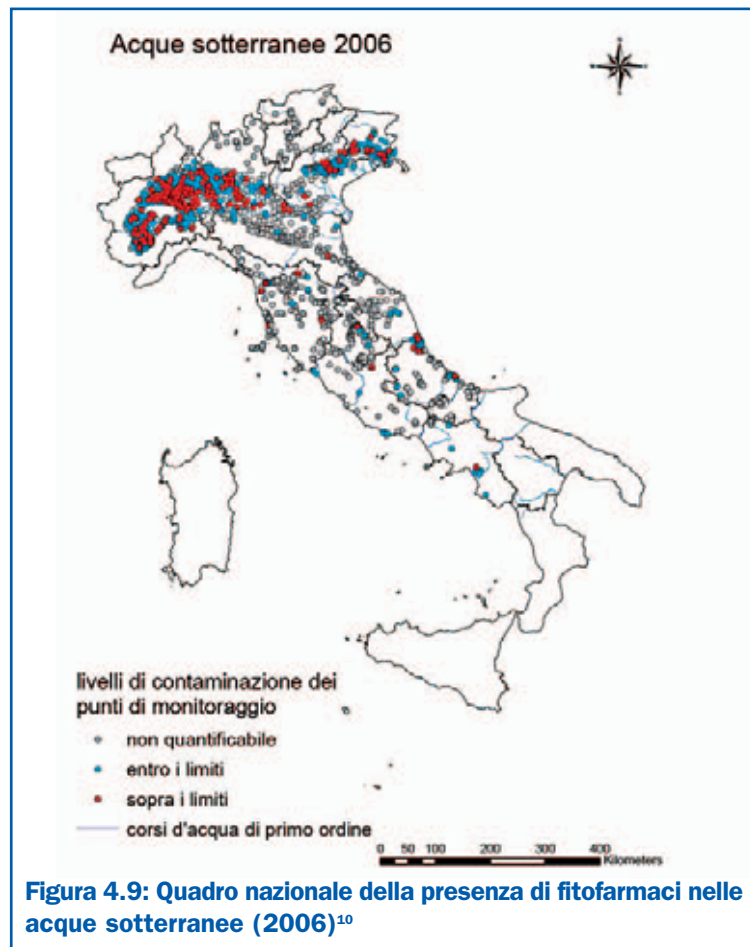 Acque sotterranee 2006
livelli di contaminazione dei
punti di monitoraggio
non quantificabile
entro i limiti
sopra i limiti
corsi d'acqua di primo ordine
0 50 100 200 300 400
Kilometers
Figura 4.9: Quadro nazionale della presenza di fitofarmaci nelle
acque sotterranee (2006)¹⁰